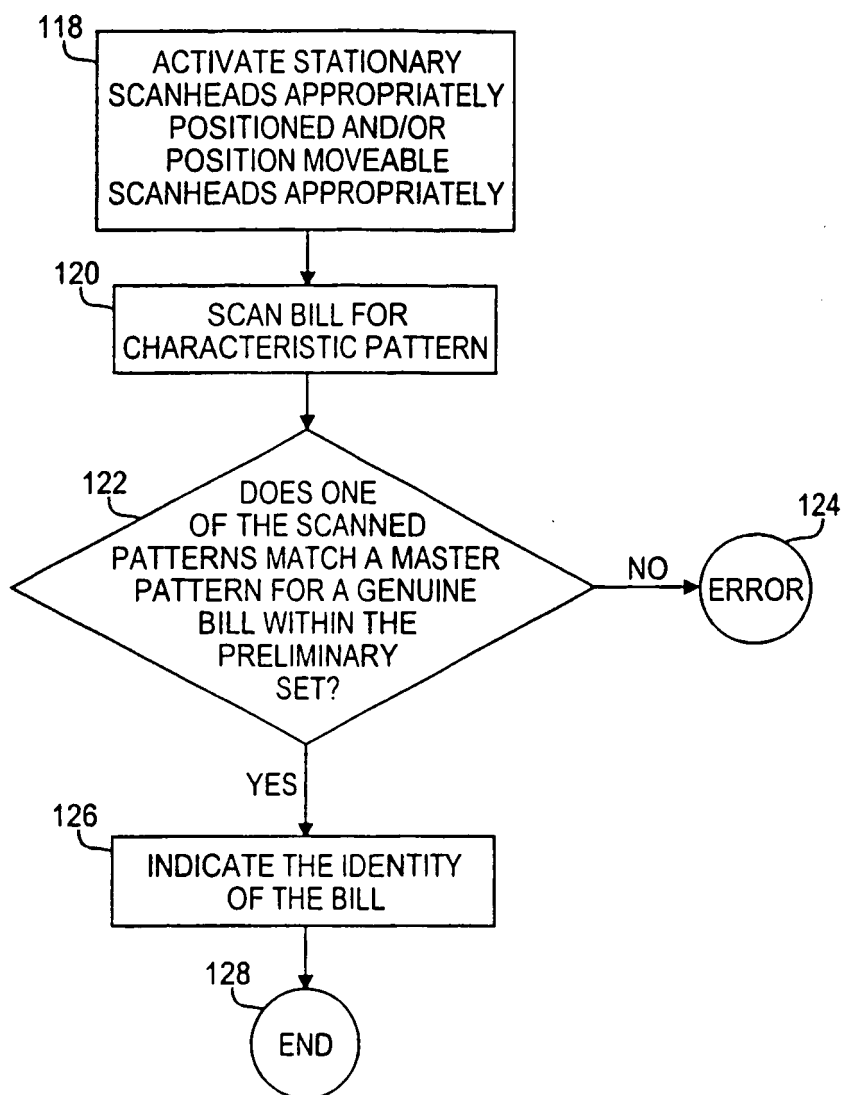 118
ACTIVATE STATIONARY
SCANHEADS APPROPRIATELY
POSITIONED AND/OR
POSITION MOVEABLE
SCANHEADS APPROPRIATELY
120
SCAN BILL FOR
CHARACTERISTIC PATTERN
122
DOES ONE
OF THE SCANNED
PATTERNS MATCH A MASTER
PATTERN FOR A GENUINE
BILL WITHIN THE
PRELIMINARY
SET?
NO
124
ERROR
YES
126
INDICATE THE IDENTITY
OF THE BILL
128
END